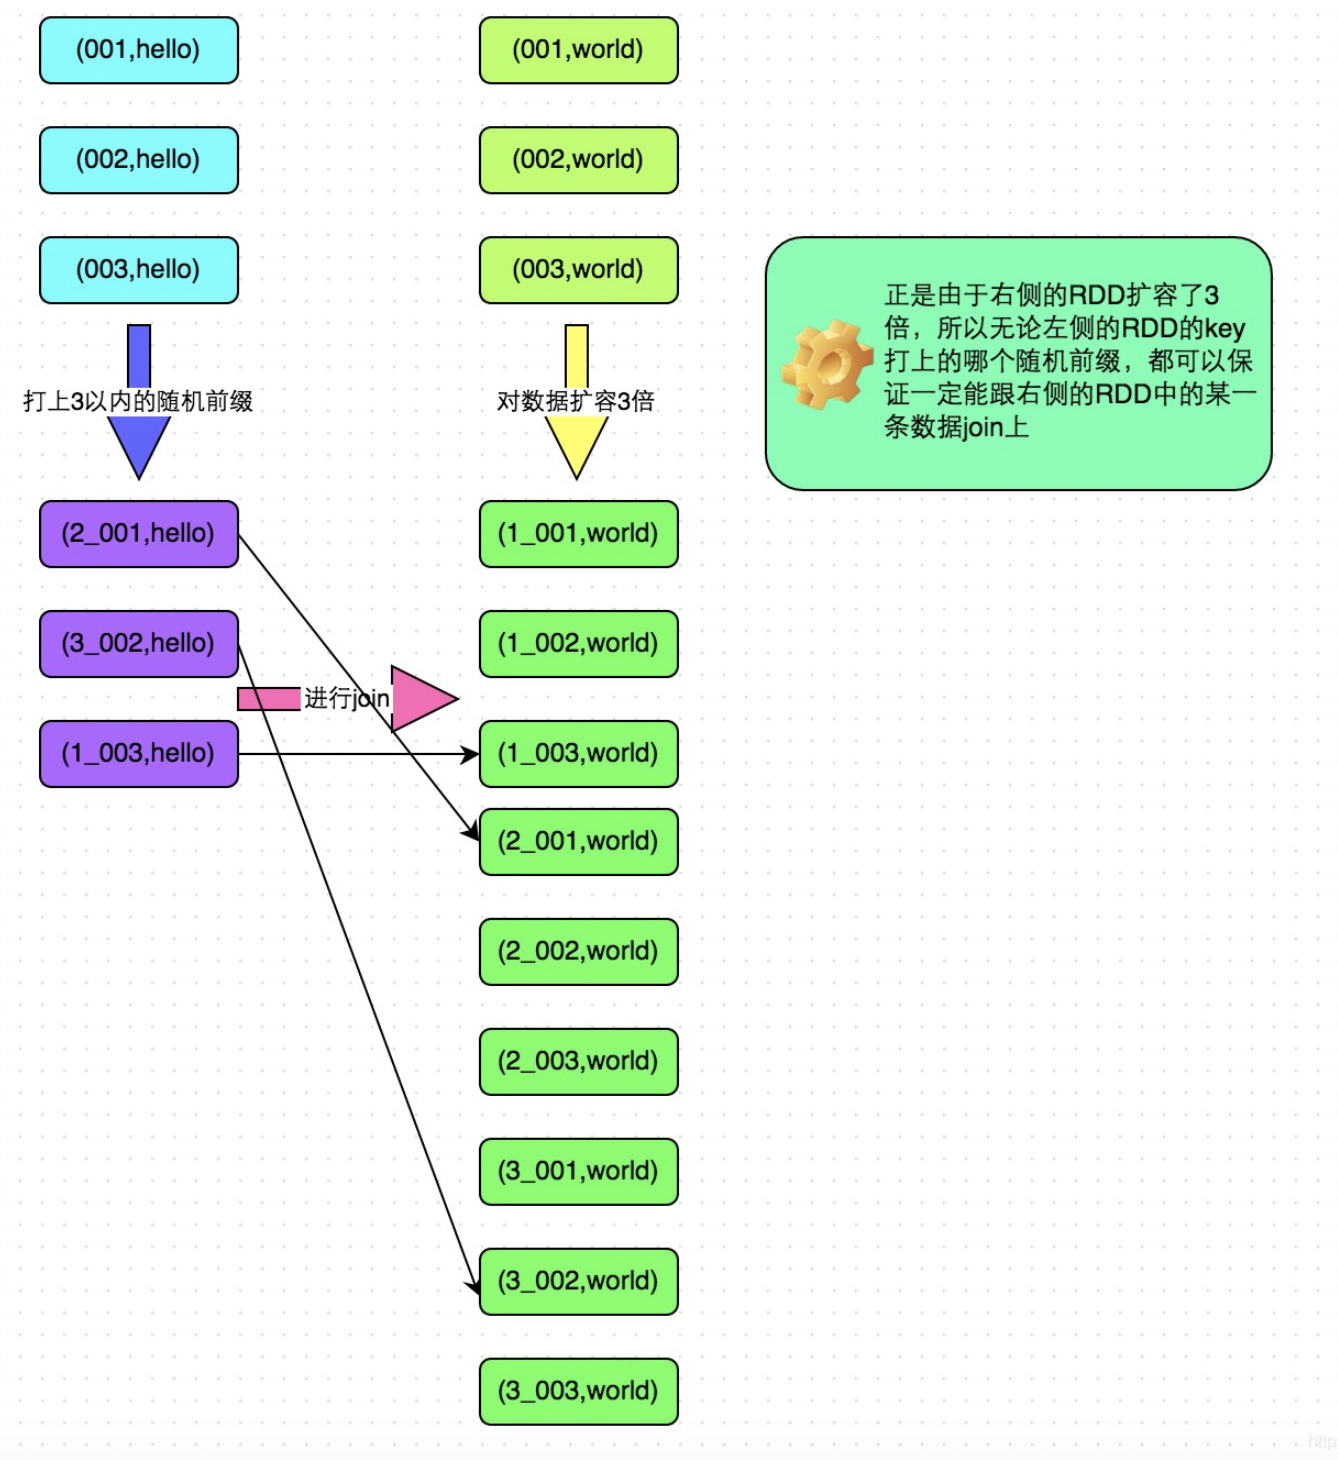 (001,hello)
(001,world)
(002,hello)
(002,world)
(003,hello)
(003,world)
正是由于右侧的RDD扩容了3
倍，所以无论左侧的RDD的key
打上的哪个随机前缀，都可以保
证一定能跟右侧的RDD中的某一
条数据join上
打上3以内的随机前缀
对数据扩容3倍
(2_001,hello)
(1_001,world)
(3_002,hello)
(1_002,world)
进行join
(1_003,hello)
(1_003,world)
(2_001,world)
(2_002,world)
(2_003,world)
(3_001,world)
(3_002,world)
(3_003,world)
http